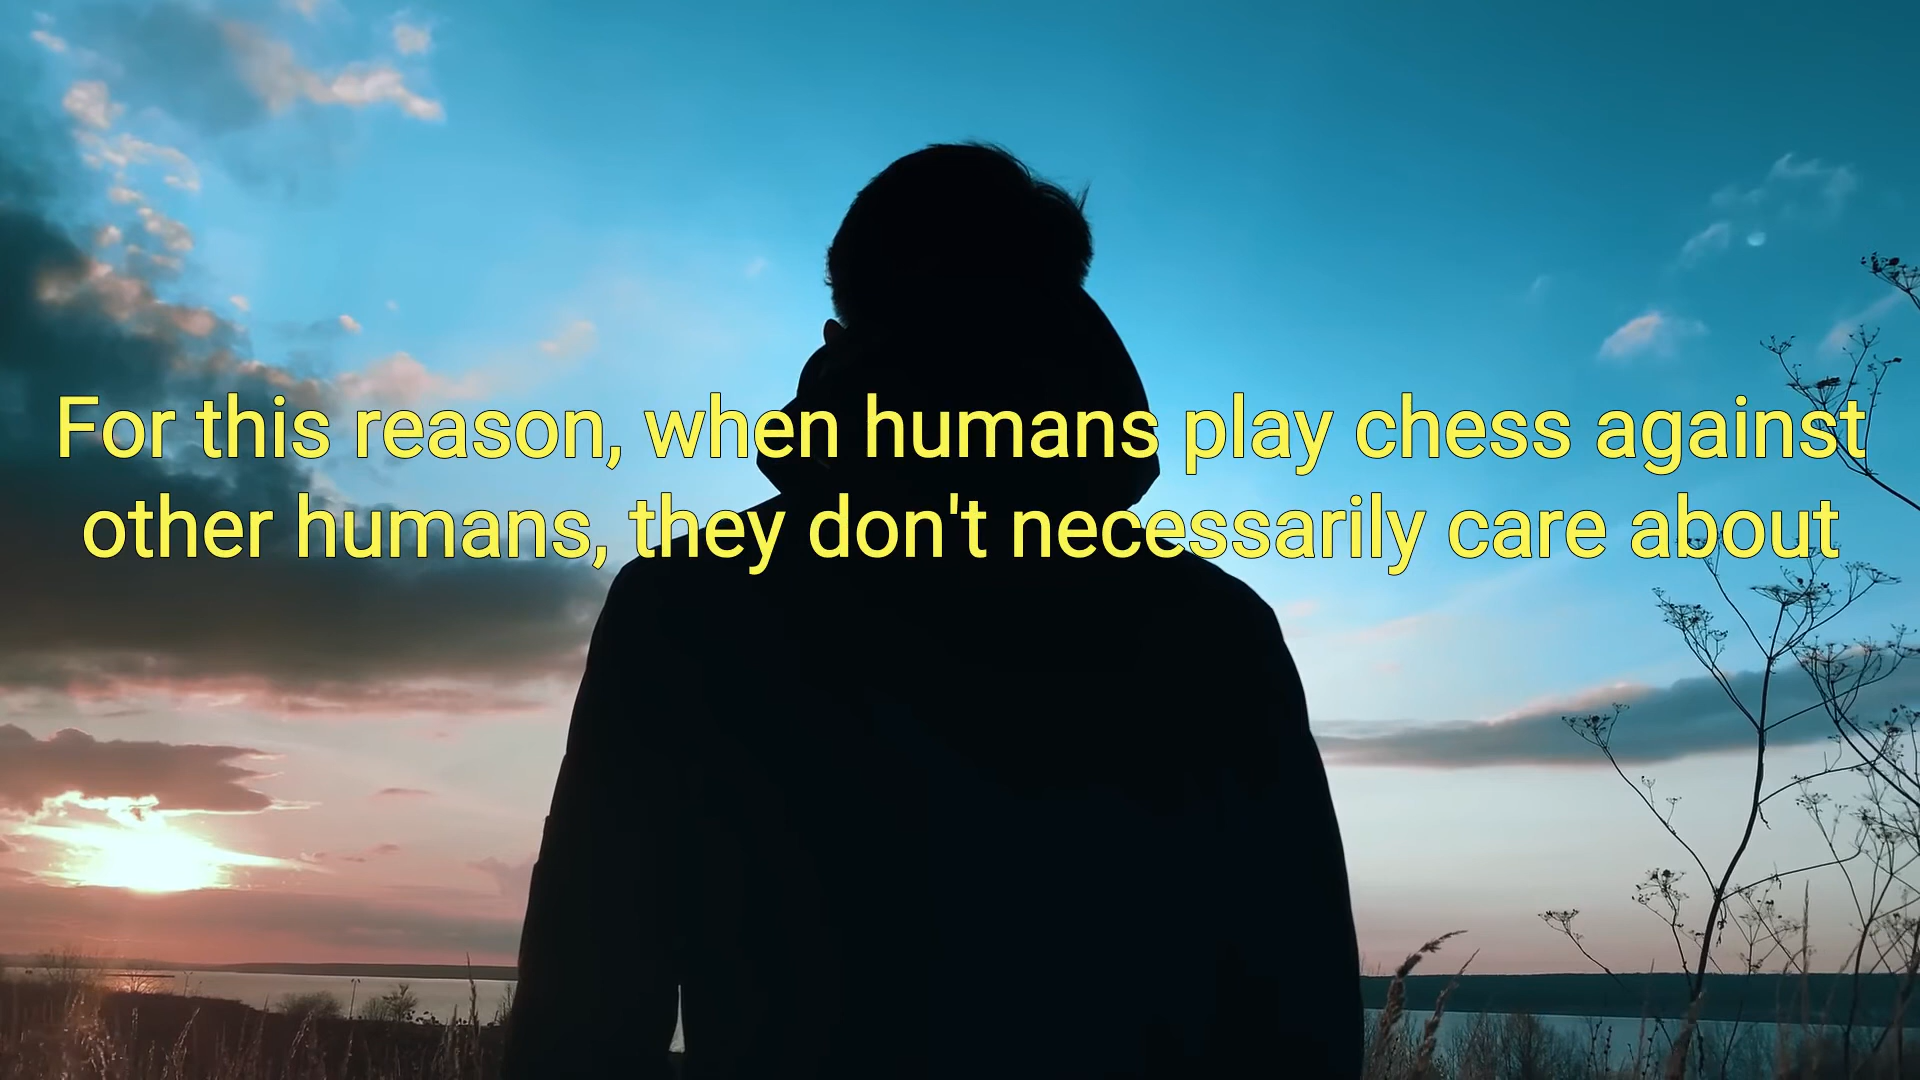 For this reason, when humans play chess against
other humans, they don't necessarily care about